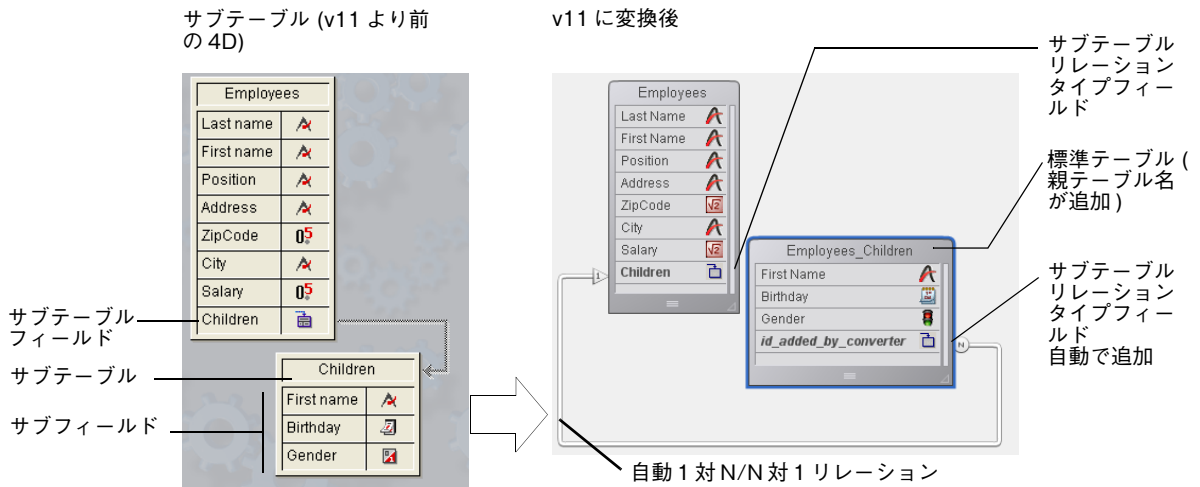 サブテーブル (v11 より前
の 4D)
v11 に変換後
Employees
Last name
First name
Position
Address
ZipCode
City
Salary
Children
サブテーブル
フィールド
サブテーブル
サブフィールド
Children
First name
Birthday
Gender
Employees
Last Name
First Name
Position
Address
ZipCode
City
Salary
Children
1
Employees_Children
First Name
Birthday
Gender
id_added_by_converter
N
サブテーブル
リレーション
タイプフィー
ルド
標準テーブル (
親テーブル名
が追加 )
サブテーブル
リレーション
タイプフィー
ルド
自動で追加
自動 1 対 N/N 対 1 リレーション